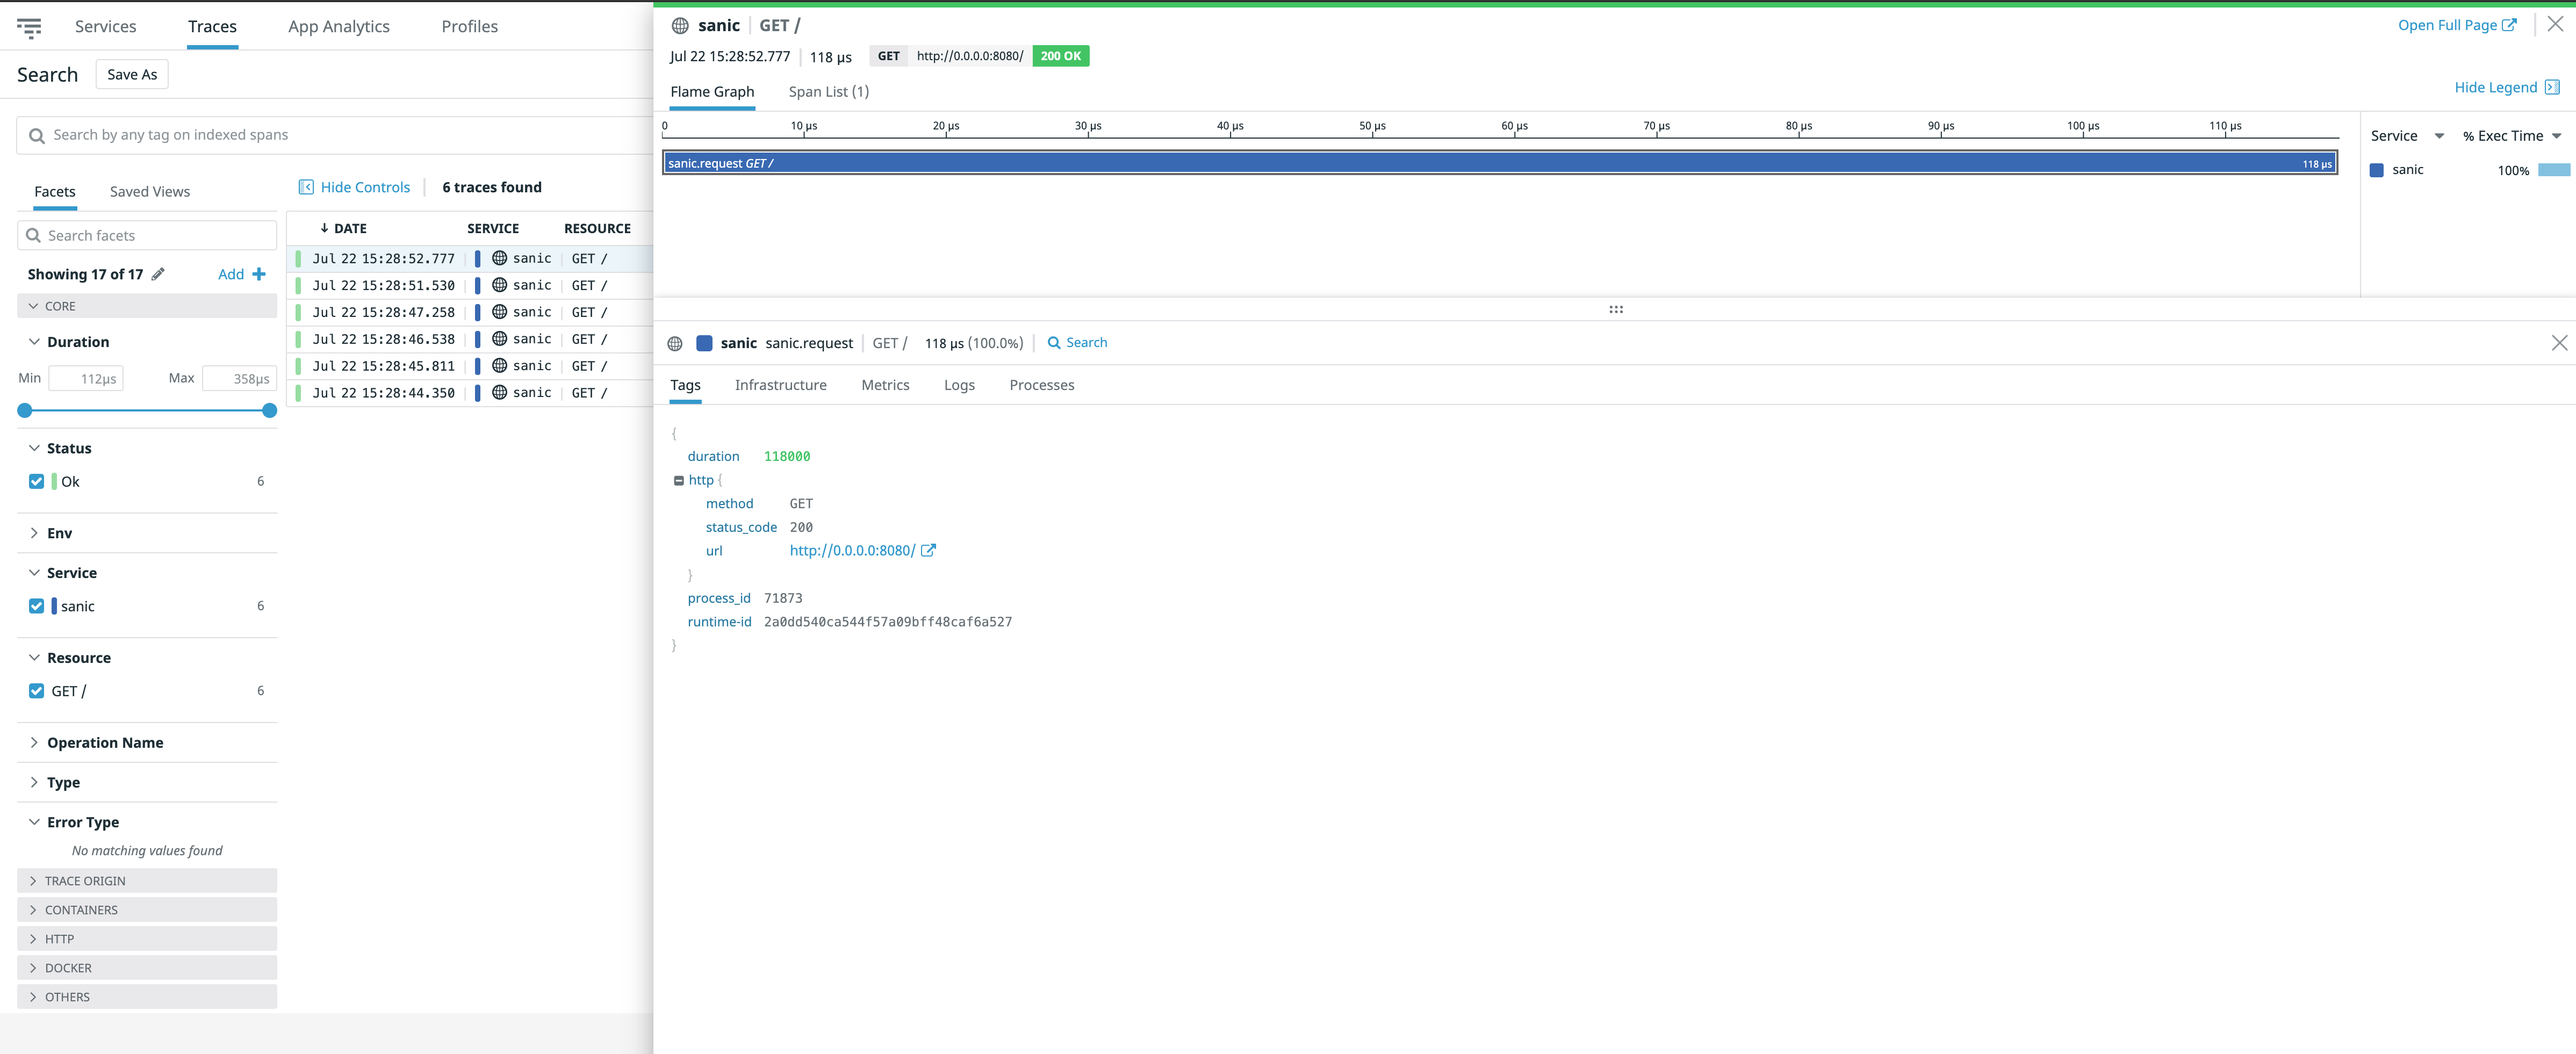 Services Traces App Analytics Profiles
Search Save As
Search by any tag on indexed spans
Facets Saved Views
Search facets
Showing 17 of 17 Add
CORE
Duration
Min 112µs Max 358µs
Status
Ok 6
Env
Service
sanic 6
Resource
GET / 6
Operation Name
Type
Error Type
No matching values found
TRACE ORIGIN
CONTAINERS
HTTP
DOCKER
OTHERS
Hide Controls 6 traces found
DATE SERVICE RESOURCE
Jul 22 15:28:52.777 sanic GET /
Jul 22 15:28:51.530 sanic GET /
Jul 22 15:28:47.258 sanic GET /
Jul 22 15:28:46.538 sanic GET /
Jul 22 15:28:45.811 sanic GET /
Jul 22 15:28:44.350 sanic GET /
sanic GET / Open Full Page
Jul 22 15:28:52.777 118 µs GET http://0.0.0.0:8080/ 200 OK
Flame Graph Span List (1) Hide Legend
0 10 µs 20 µs 30 µs 40 µs 50 µs 60 µs 70 µs 80 µs 90 µs 100 µs 110 µs
sanic.request GET / 118 µs
Service % Exec Time
sanic 100%
sanic sanic.request GET / 118 µs (100.0%) Search
Tags Infrastructure Metrics Logs Processes
{
duration 118000
http {
method GET
status_code 200
url http://0.0.0.0:8080/
}
process_id 71873
runtime-id 2a0dd540ca544f57a09bff48caf6a527
}